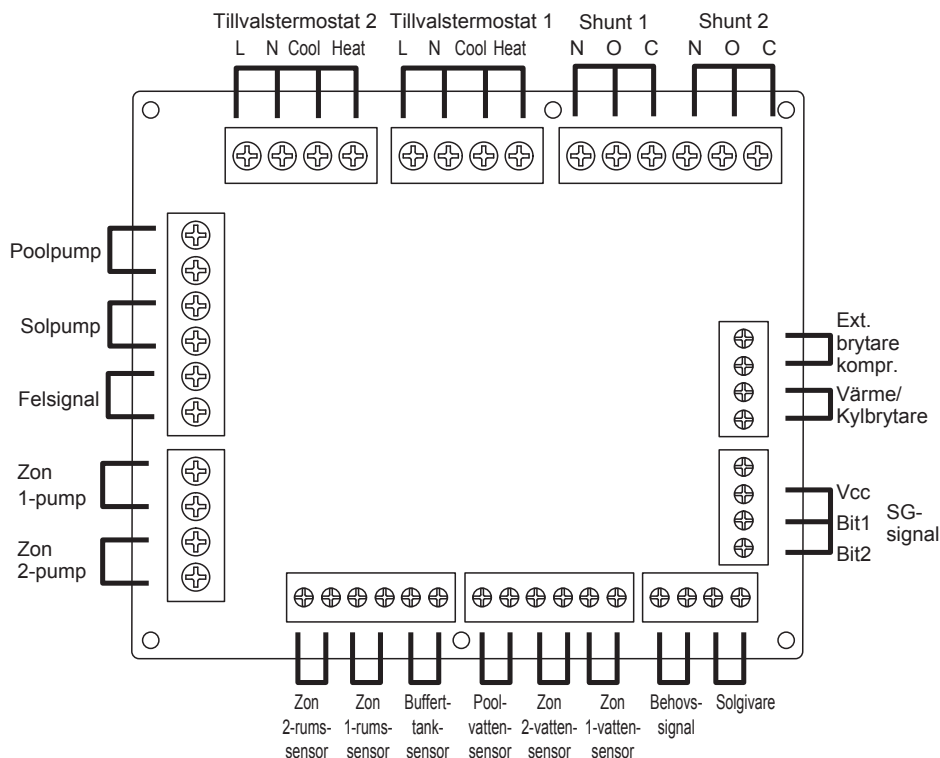 Tillvalstermostat 2 Tillvalstermostat 1 Shunt 1 Shunt 2
L N Cool Heat L N Cool Heat N O C N O C
Poolpump
Solpump
Felsignal
Zon
1-pump
Zon
2-pump
Ext.
brytare
kompr.
Värme/
Kylbrytare
Vcc
Bit1
Bit2
SG-
signal
Zon
2-rums-
sensor
Zon
1-rums-
sensor
Buffert-
tank-
sensor
Pool-
vatten-
sensor
Zon
2-vatten-
sensor
Zon
1-vatten-
sensor
Behovs-
signal
Solgivare